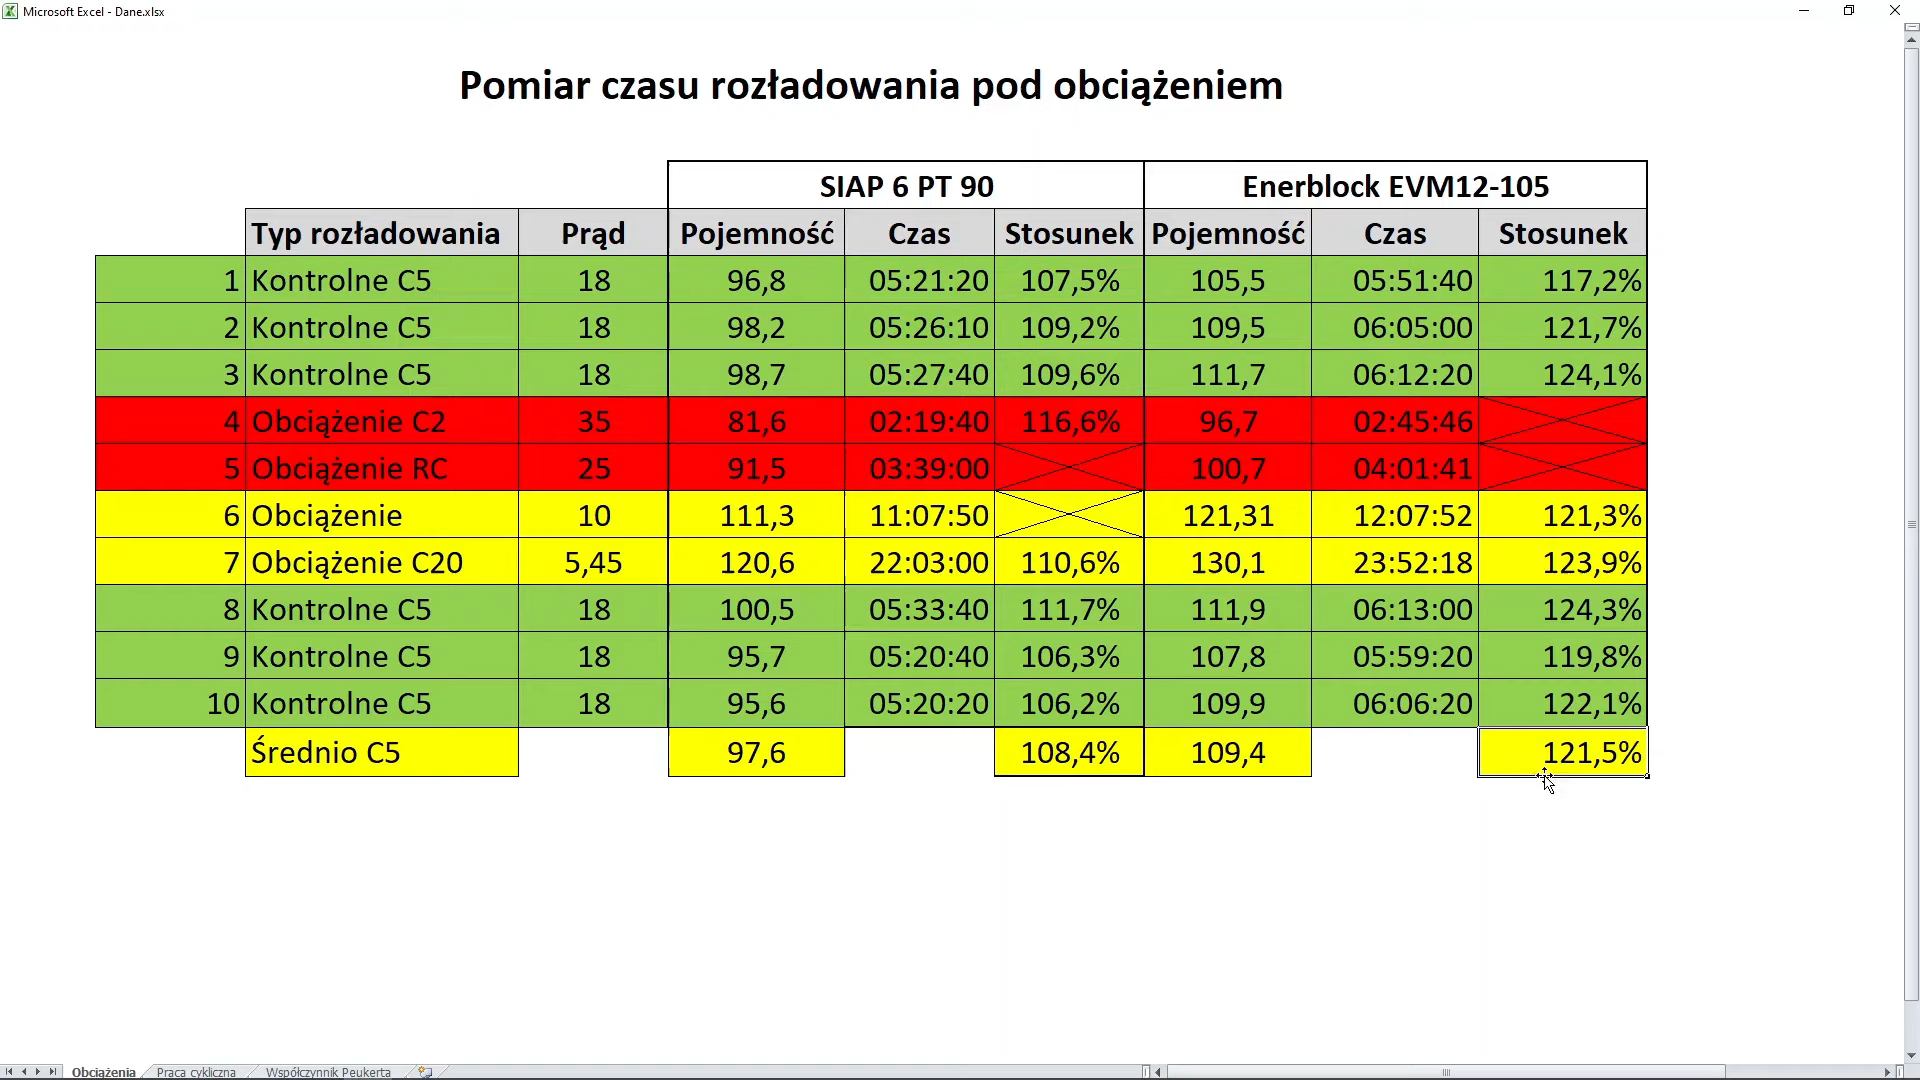 Microsoft Excel - Dane.xlsx
Pomiar czasu rozładowania pod obciążeniem
SIAP 6 PT 90 Enerblock EVM12-105
Typ rozładowania Prąd Pojemność Czas Stosunek Pojemność Czas Stosunek
1 Kontrolne C5 18 96,8 05:21:20 107,5% 105,5 05:51:40 117,2%
2 Kontrolne C5 18 98,2 05:26:10 109,2% 109,5 06:05:00 121,7%
3 Kontrolne C5 18 98,7 05:27:40 109,6% 111,7 06:12:20 124,1%
4 Obciążenie C2 35 81,6 02:19:40 116,6% 96,7 02:45:46
5 Obciążenie RC 25 91,5 03:39:00 100,7 04:01:41
6 Obciążenie 10 111,3 11:07:50 121,31 12:07:52 121,3%
7 Obciążenie C20 5,45 120,6 22:03:00 110,6% 130,1 23:52:18 123,9%
8 Kontrolne C5 18 100,5 05:33:40 111,7% 111,9 06:13:00 124,3%
9 Kontrolne C5 18 95,7 05:20:40 106,3% 107,8 05:59:20 119,8%
10 Kontrolne C5 18 95,6 05:20:20 106,2% 109,9 06:06:20 122,1%
Średnio C5 97,6 108,4% 109,4 121,5%
Obciążenia Praca cykliczna Współczynnik Peukerta